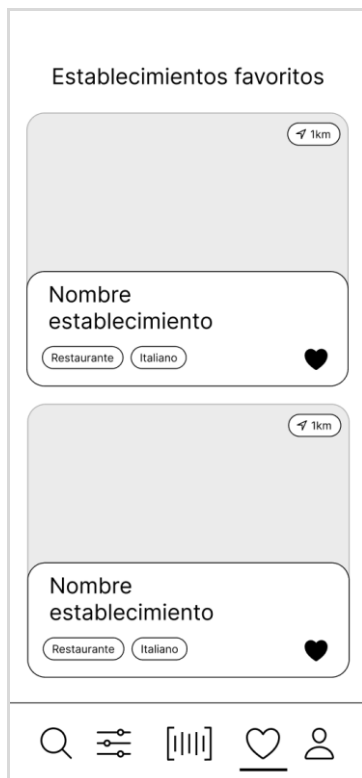 Establecimientos favoritos
1km
Nombre
establecimiento
Restaurante Italiano
1km
Nombre
establecimiento
Restaurante Italiano